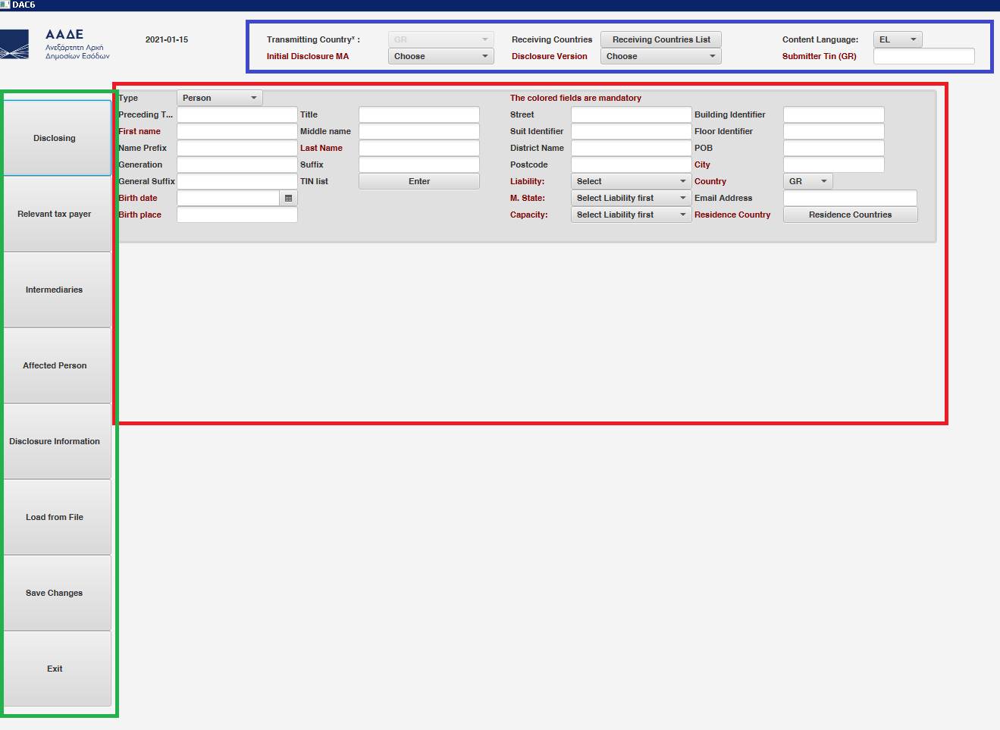 DAC6
ΑΑΔΕ
Ανεξάρτητη Αρχή
Δημοσίων Εσόδων
2021-01-15
Transmitting Country* : GR Receiving Countries Receiving Countries List Content Language: EL
Initial Disclosure MA Choose Disclosure Version Choose Submitter Tin (GR)
Disclosing
Relevant tax payer
Intermediaries
Affected Person
Disclosure Information
Load from File
Save Changes
Exit
Type Person The colored fields are mandatory
Preceding T... Title Street Building Identifier
First name Middle name Suit Identifier Floor Identifier
Name Prefix Last Name District Name POB
Generation Suffix Postcode City
General Suffix TIN list Enter Liability: Select Country GR
Birth date M. State: Select Liability first Email Address
Birth place Capacity: Select Liability first Residence Country Residence Countries